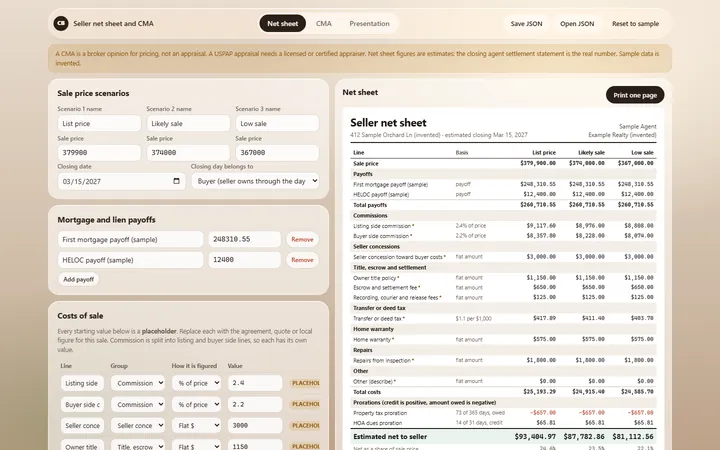 CB Seller net sheet and CMA Net sheet CMA Presentation Save JSON Open JSON Reset to sample
A CMA is a broker opinion for pricing, not an appraisal. A USPAP appraisal needs a licensed or certified appraiser. Net sheet figures are estimates: the closing agent settlement statement is the real number. Sample data is
invented.
Sale price scenarios
Scenario 1 name Scenario 2 name Scenario 3 name
List price Likely sale Low sale
Sale price Sale price Sale price
379900 374000 367000
Closing date Closing day belongs to
03/15/2027 Buyer (seller owns through the day
Mortgage and lien payoffs
First mortgage payoff (sample) 248310.55 Remove
HELOC payoff (sample) 12400 Remove
Add payoff
Costs of sale
Every starting value below is a placeholder. Replace each with the agreement, quote or local
figure for this sale. Commission is split into listing and buyer side lines, so each has its own
value.
Line Group How it is figured Value
Listing side Commission % of price 2.4 PLACEHOL
Buyer side c Commission % of price 2.2 PLACEHOL
Seller conce Seller conce Flat $ 3000 PLACEHOL
Owner title Title, escrow Flat $ 1150 PLACEHOL
Net sheet Print one page
Seller net sheet Sample Agent
412 Sample Orchard Ln (invented) · estimated closing Mar 15, 2027 Example Realty (invented)
Line Basis List price Likely sale Low sale
Sale price $379,900.00 $374,000.00 $367,000.00
Payoffs
First mortgage payoff (sample) payoff $248,310.55 $248,310.55 $248,310.55
HELOC payoff (sample) payoff $12,400.00 $12,400.00 $12,400.00
Total payoffs $260,710.55 $260,710.55 $260,710.55
Commissions
Listing side commission * 2.4% of price $9,117.60 $8,976.00 $8,808.00
Buyer side commission * 2.2% of price $8,357.80 $8,228.00 $8,074.00
Seller concessions
Seller concession toward buyer costs * flat amount $3,000.00 $3,000.00 $3,000.00
Title, escrow and settlement
Owner title policy * flat amount $1,150.00 $1,150.00 $1,150.00
Escrow and settlement fee * flat amount $650.00 $650.00 $650.00
Recording, courier and release fees * flat amount $125.00 $125.00 $125.00
Transfer or deed tax
Transfer or deed tax * $1.1 per $1,000 $417.89 $411.40 $403.70
Home warranty
Home warranty * flat amount $575.00 $575.00 $575.00
Repairs
Repairs from inspection * flat amount $1,800.00 $1,800.00 $1,800.00
Other
Other (describe) * flat amount $0.00 $0.00 $0.00
Total costs $25,193.29 $24,915.40 $24,585.70
Prorations (credit is positive, amount owed is negative)
Property tax proration 73 of 365 days, owed −$657.00 −$657.00 −$657.00
HOA dues proration 14 of 31 days, credit $65.81 $65.81 $65.81
Estimated net to seller $93,404.97 $87,782.86 $81,112.56
Net as a share of sale price 24.6% 23.5% 22.1%